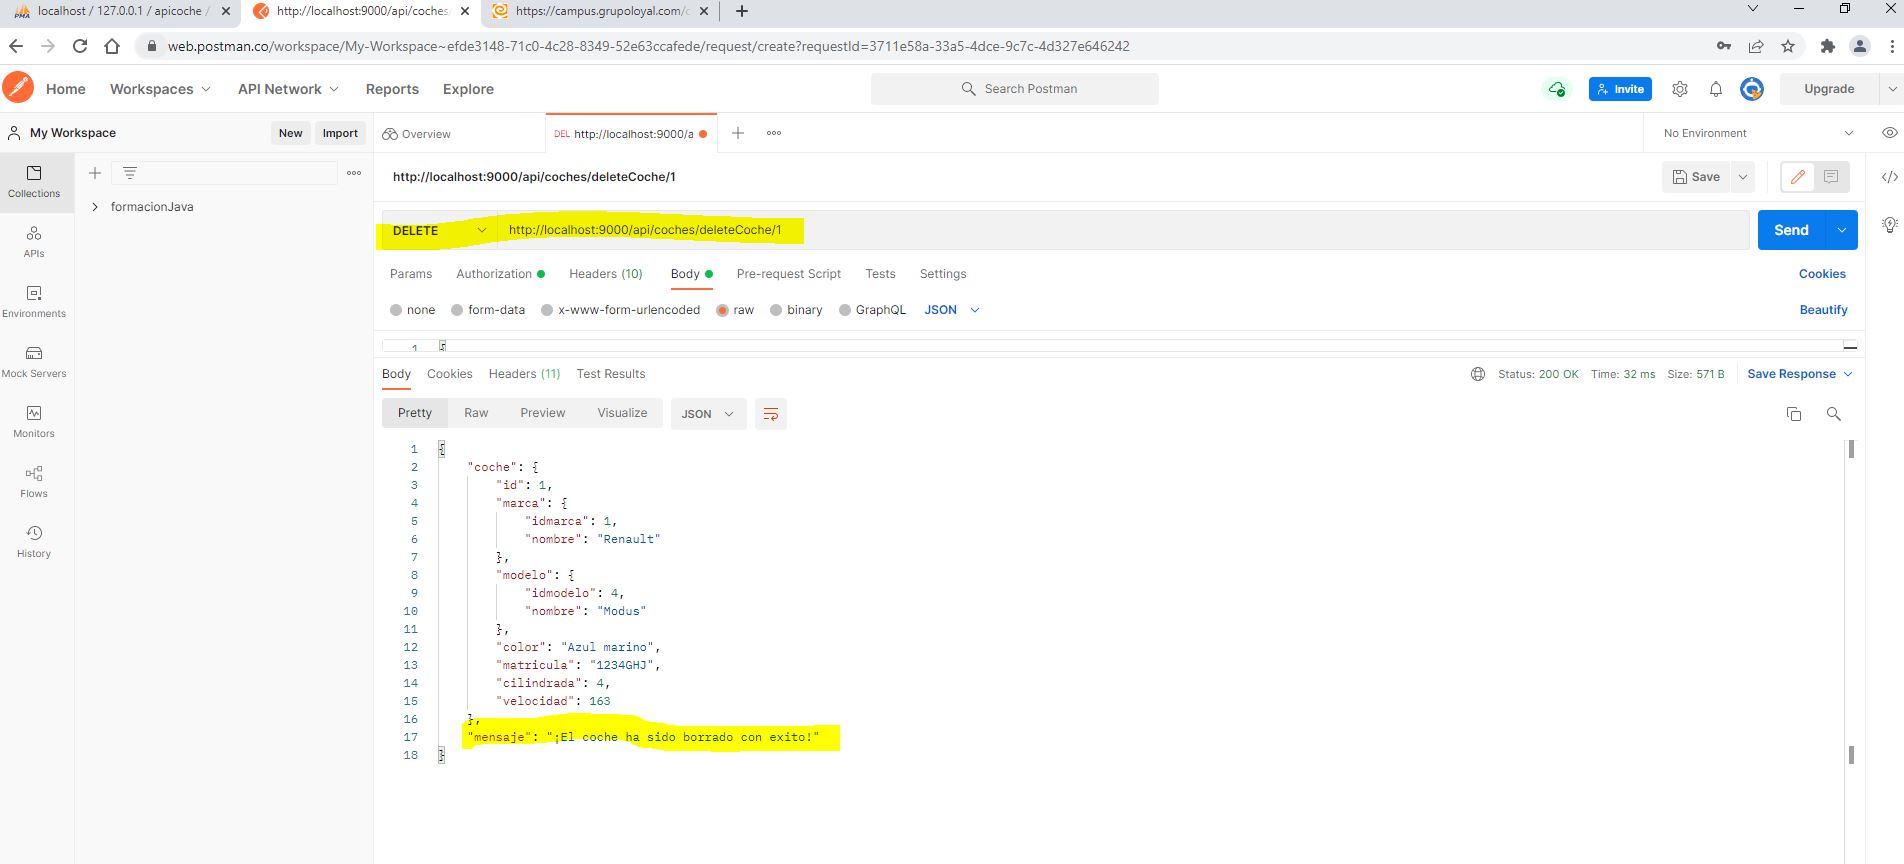 localhost / 127.0.0.1 / apicoche /
http://localhost:9000/api/coches/
https://campus.grupoloyal.com/c
web.postman.co/workspace/My-Workspace~efde3148-71c0-4c28-8349-52e63ccafede/request/create?requestId=3711e58a-33a5-4dce-9c7c-4d327e646242
Home Workspaces API Network Reports Explore Search Postman Invite Upgrade
My Workspace New Import Overview DEL http://localhost:9000/a No Environment
Collections
APIs
Environments
Mock Servers
Monitors
Flows
History
formacionJava
http://localhost:9000/api/coches/deleteCoche/1 Save
DELETE http://localhost:9000/api/coches/deleteCoche/1 Send
Params Authorization Headers (10) Body Pre-request Script Tests Settings Cookies
none form-data x-www-form-urlencoded raw binary GraphQL JSON Beautify
1 {
Body Cookies Headers (11) Test Results Status: 200 OK Time: 32 ms Size: 571 B Save Response
Pretty Raw Preview Visualize JSON
1 {
2 "coche": {
3 "id": 1,
4 "marca": {
5 "idmarca": 1,
6 "nombre": "Renault"
7 },
8 "modelo": {
9 "idmodelo": 4,
10 "nombre": "Modus"
11 },
12 "color": "Azul marino",
13 "matricula": "1234GHJ",
14 "cilindrada": 4,
15 "velocidad": 163
16 },
17 "mensaje": "¡El coche ha sido borrado con exito!"
18 }